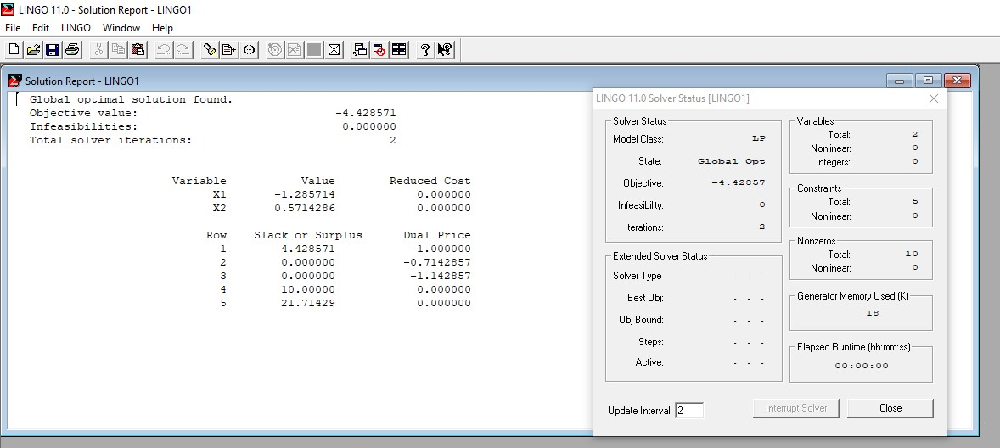 LINGO 11.0 - Solution Report - LINGO1
File Edit LINGO Window Help
Solution Report - LINGO1
Global optimal solution found.
Objective value: -4.428571
Infeasibilities: 0.000000
Total solver iterations: 2
Variable Value Reduced Cost
X1 -1.285714 0.000000
X2 0.5714286 0.000000
Row Slack or Surplus Dual Price
1 -4.428571 -1.000000
2 0.000000 -0.7142857
3 0.000000 -1.142857
4 10.00000 0.000000
5 21.71429 0.000000
LINGO 11.0 Solver Status [LINGO1]
Solver Status
Model Class: LP
State: Global Opt
Objective: -4.42857
Infeasibility: 0
Iterations: 2
Extended Solver Status
Solver Type - - -
Best Obj: - - -
Obj Bound: - - -
Steps: - - -
Active: - - -
Variables
Total: 2
Nonlinear: 0
Integers: 0
Constraints
Total: 5
Nonlinear: 0
Nonzeros
Total: 10
Nonlinear: 0
Generator Memory Used (K)
18
Elapsed Runtime (hh:mm:ss)
00:00:00
Update Interval: 2 Interrupt Solver Close